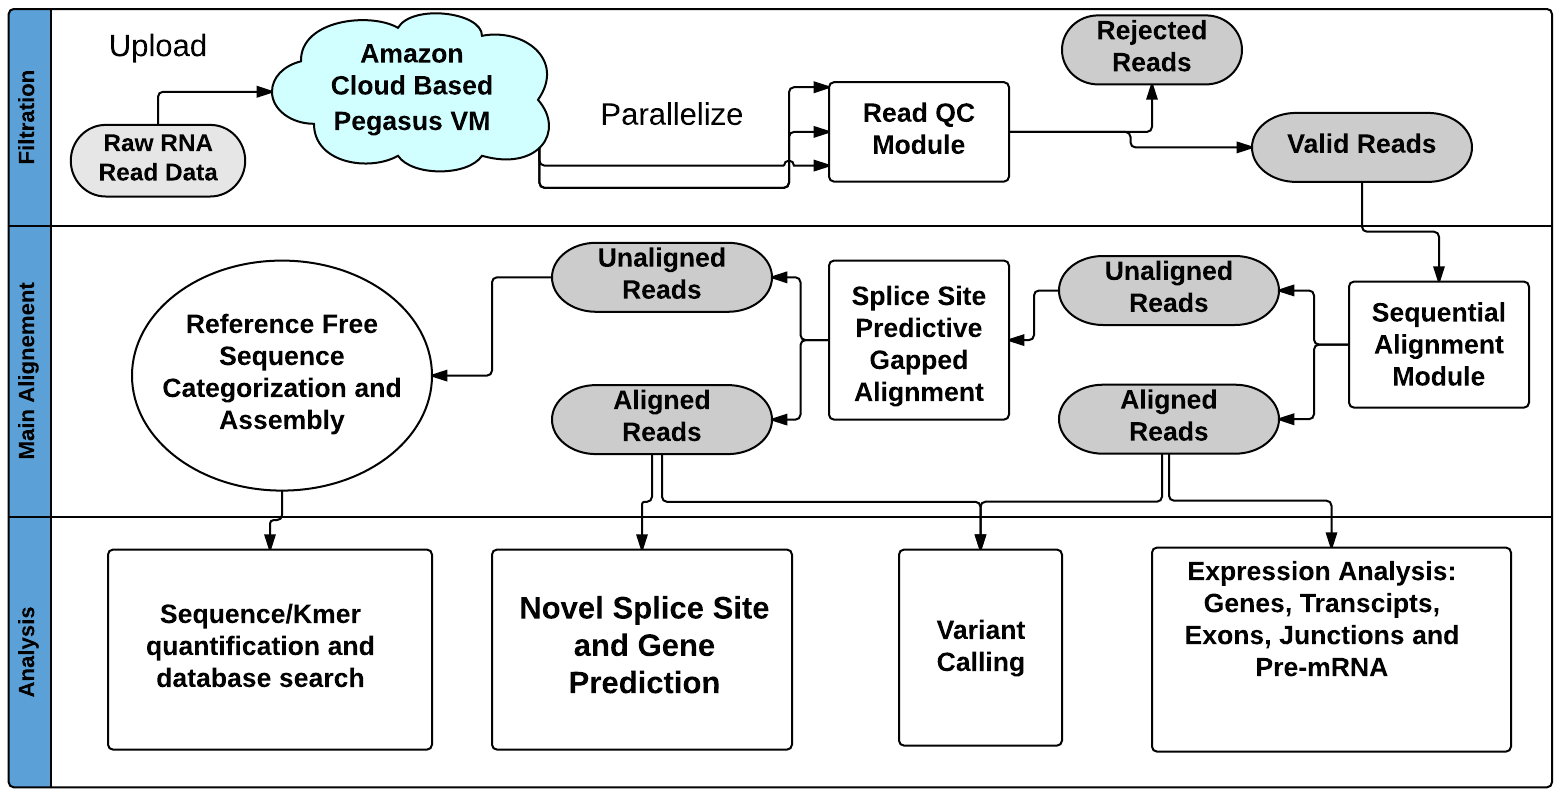 Filtration
Upload
Raw RNA
Read Data
Amazon
Cloud Based
Pegasus VM
Parallelize
Read QC
Module
Rejected
Reads
Valid Reads
Main Alignement
Reference Free
Sequence
Categorization and
Assembly
Unaligned
Reads
Aligned
Reads
Splice Site
Predictive
Gapped
Alignment
Unaligned
Reads
Aligned
Reads
Sequential
Alignment
Module
Analysis
Sequence/Kmer
quantification and
database search
Novel Splice Site
and Gene
Prediction
Variant
Calling
Expression Analysis:
Genes, Transcipts,
Exons, Junctions and
Pre-mRNA